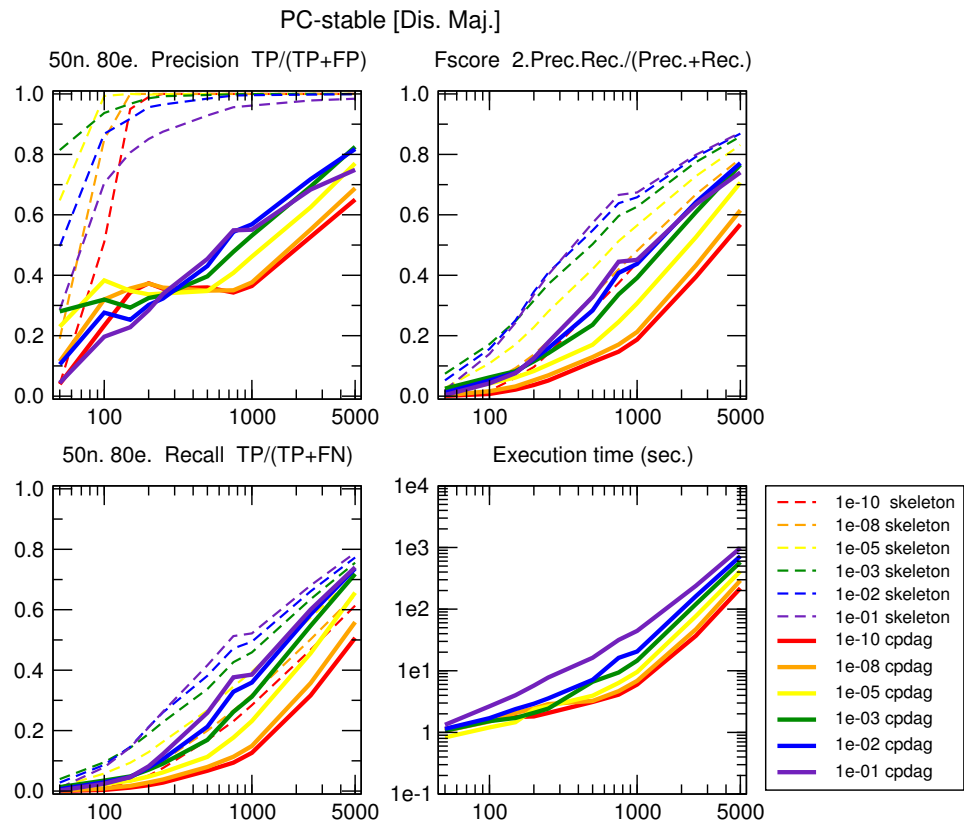 PC-stable [Dis. Maj.]
50n. 80e. Precision TP/(TP+FP)
Fscore 2.Prec.Rec./(Prec.+Rec.)
1.0
0.8
0.6
0.4
0.2
0.0
100
1000
5000
1.0
0.8
0.6
0.4
0.2
0.0
100
1000
5000
50n. 80e. Recall TP/(TP+FN)
Execution time (sec.)
1.0
0.8
0.6
0.4
0.2
0.0
100
1000
5000
1e4
1e3
1e2
1e1
1
1e-1
100
1000
5000
1e-10 skeleton
1e-08 skeleton
1e-05 skeleton
1e-03 skeleton
1e-02 skeleton
1e-01 skeleton
1e-10 cpdag
1e-08 cpdag
1e-05 cpdag
1e-03 cpdag
1e-02 cpdag
1e-01 cpdag